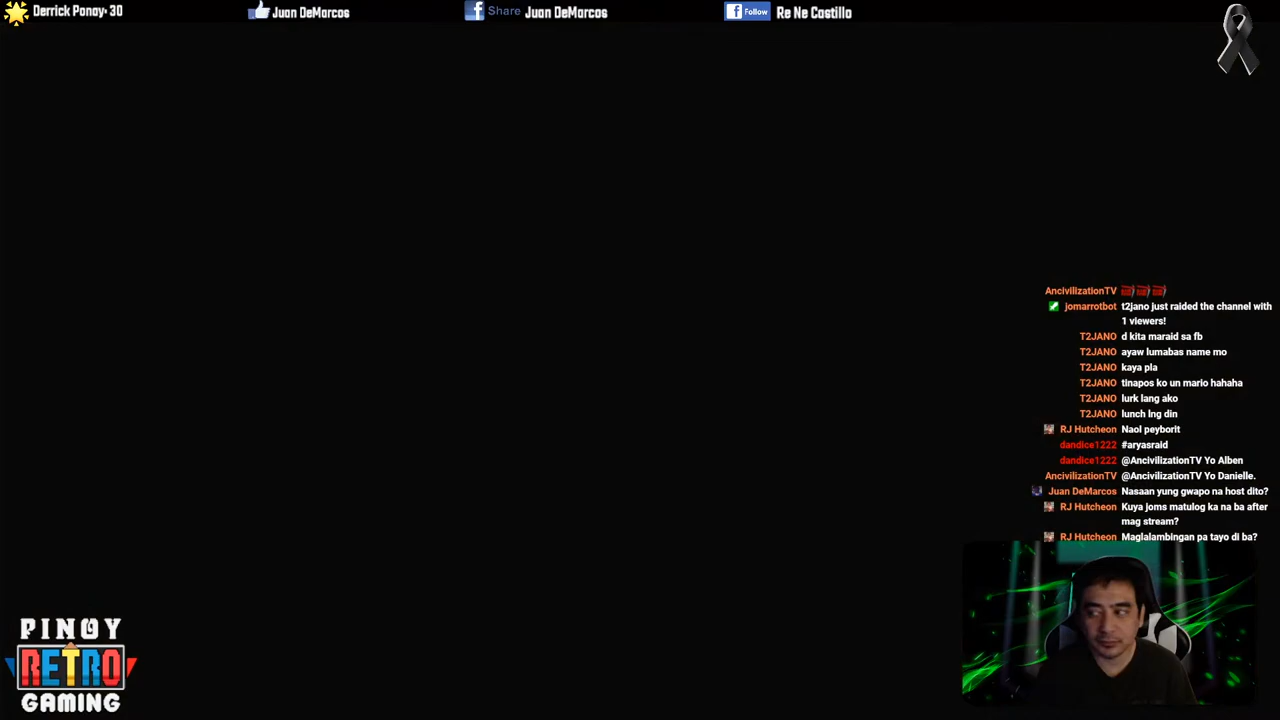 Derrick Ponay: 30
Juan DeMarcos
Share Juan DeMarcos
Follow Re Ne Castillo
AncivilizationTV
jomarrotbot t2jano just raided the channel with
1 viewers!
T2JANO d kita maraid sa fb
T2JANO ayaw lumabas name mo
T2JANO kaya pla
T2JANO tinapos ko un mario hahaha
T2JANO lurk lang ako
T2JANO lunch lng din
RJ Hutcheon Naol peyborit
dandice1222 #aryasraid
dandice1222 @AncivilizationTV Yo Alben
AncivilizationTV @AncivilizationTV Yo Danielle.
Juan DeMarcos Nasaan yung gwapo na host dito?
RJ Hutcheon Kuya joms matulog ka na ba after
mag stream?
RJ Hutcheon Maglalambingan pa tayo di ba?
PINOY
RETRO
GAMING